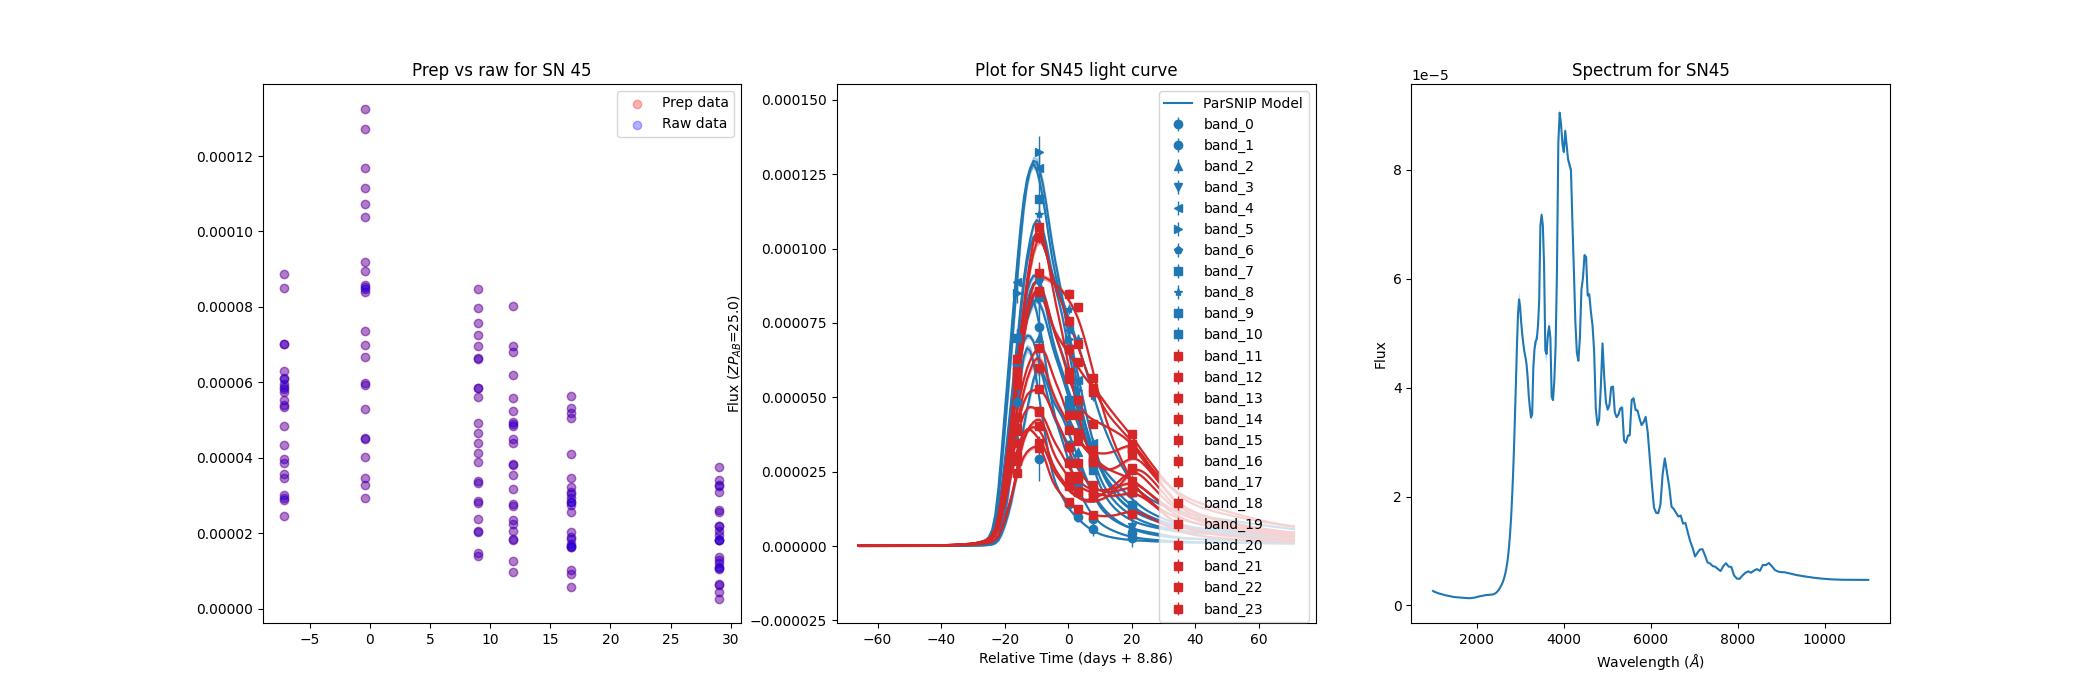 Prep vs raw for SN 45
Prep data
Raw data
0.00012
0.00010
0.00008
0.00006
0.00004
0.00002
0.00000
−5 0 5 10 15 20 25 30
Plot for SN45 light curve
Flux (ZP_AB=25.0)
0.000150
0.000125
0.000100
0.000075
0.000050
0.000025
0.000000
−0.000025
ParSNIP Model
band_0
band_1
band_2
band_3
band_4
band_5
band_6
band_7
band_8
band_9
band_10
band_11
band_12
band_13
band_14
band_15
band_16
band_17
band_18
band_19
band_20
band_21
band_22
band_23
−60 −40 −20 0 20 40 60
Relative Time (days + 8.86)
Spectrum for SN45
1e−5
Flux
8
6
4
2
0
2000 4000 6000 8000 10000
Wavelength (Å)